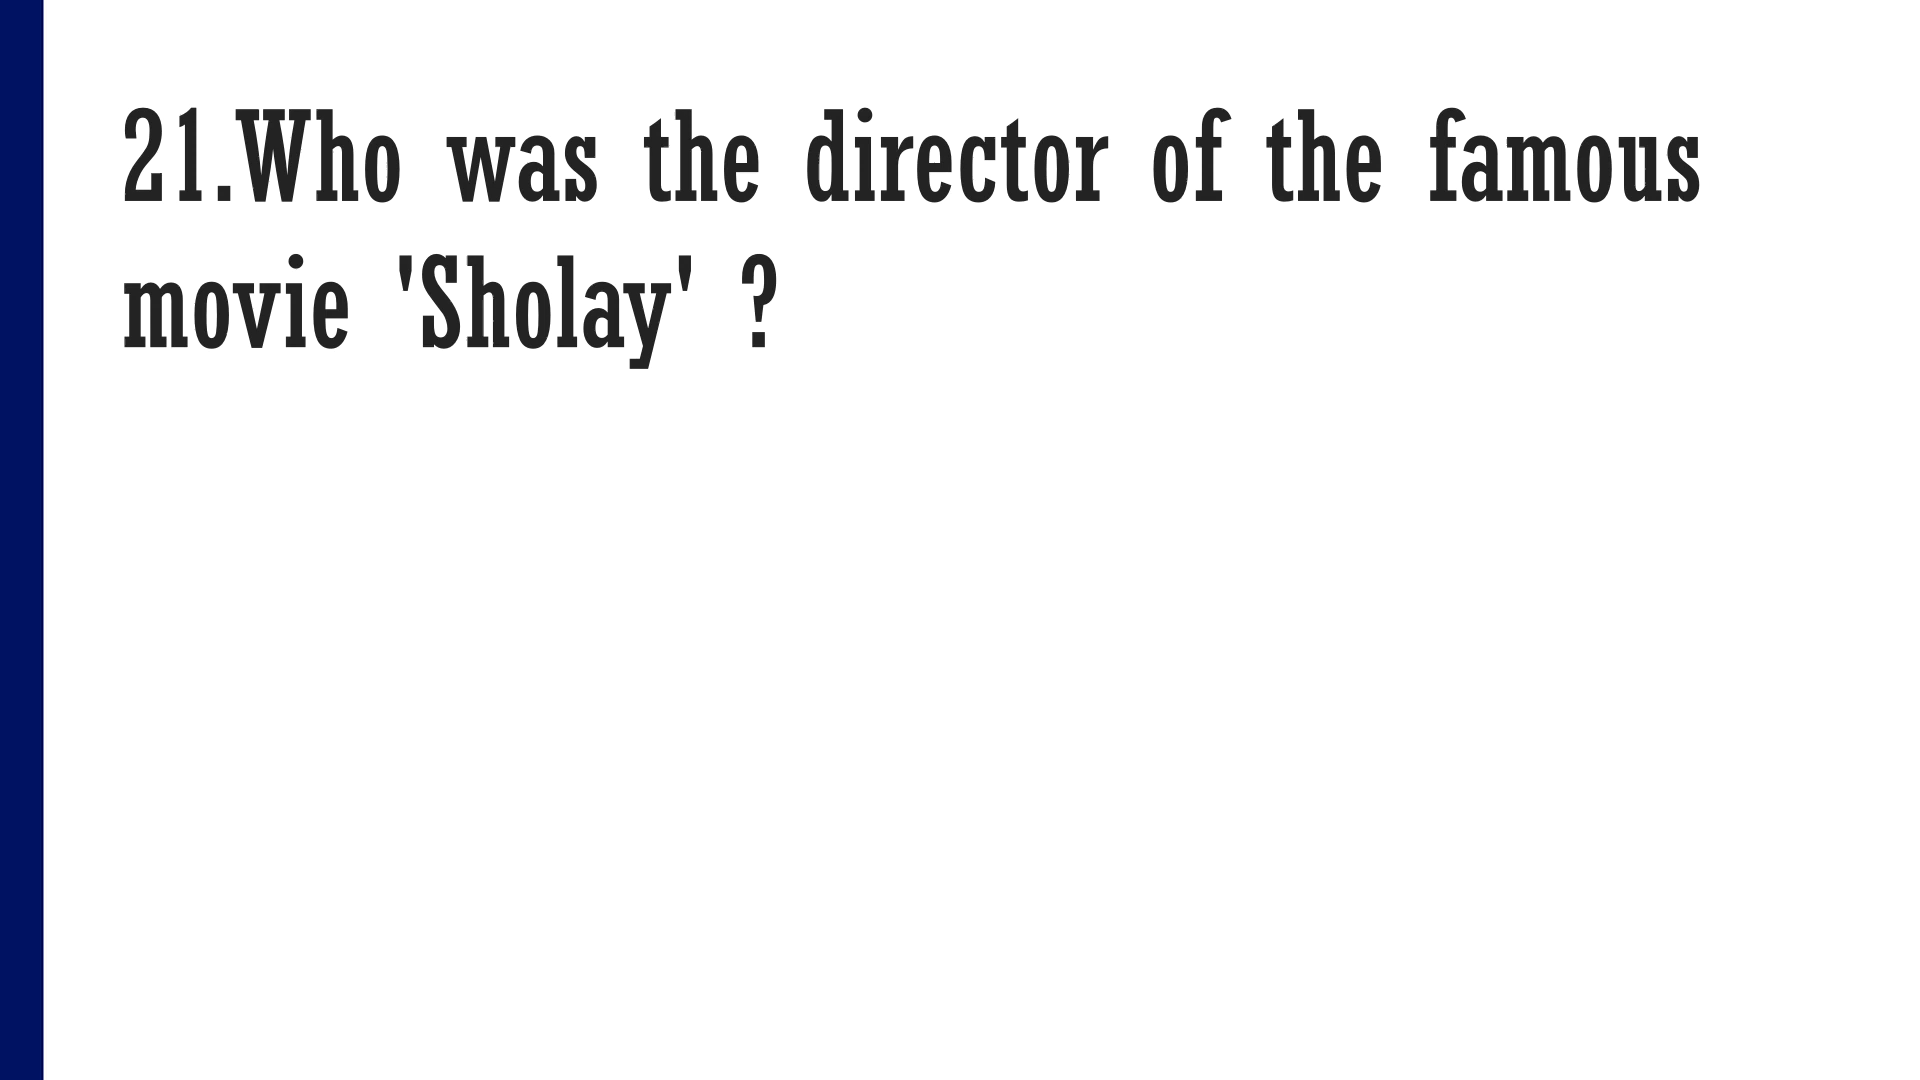 21.Who was the director of the famous
movie 'Sholay' ?